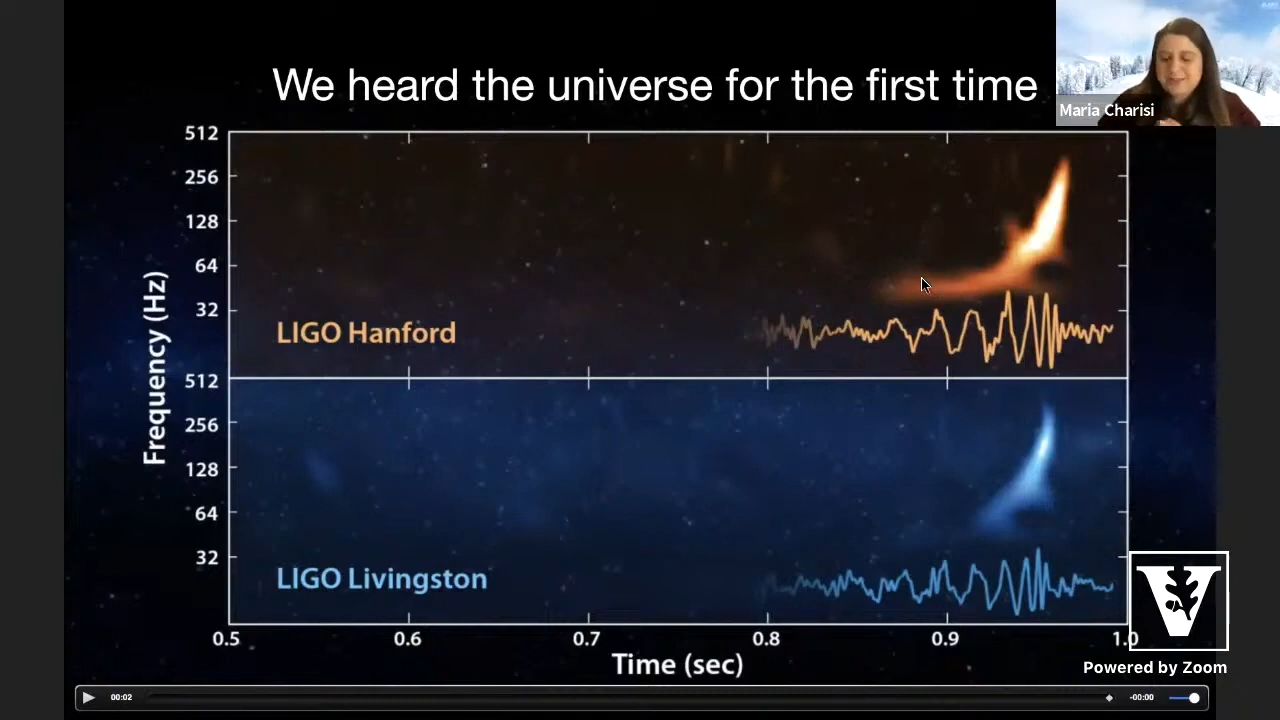 We heard the universe for the first time
Maria Charisi
512
256
128
64
32
LIGO Hanford
Frequency (Hz)
512
256
128
64
32
LIGO Livingston
0.5 0.6 0.7 0.8 0.9 1.0
Time (sec)
V
Powered by Zoom
00:02 -00:00